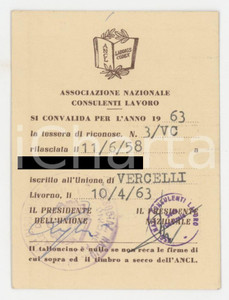 ASSOCIAZIONE NAZIONALE
CONSULENTI LAVORO
SI CONVALIDA PER L'ANNO 19 63
la tessera di riconosc. N. 3/VC
rilasciata il 11/6/58 a
iscritto all'Unione di VERCELLI
Livorno, li 10/4/63
IL PRESIDENTE
DELL'UNIONE
IL PRESIDENTE
NAZIONALE
Il talloncino è nullo se non reca le firme di
cui sopra ed il timbro a secco dell'ANCL.